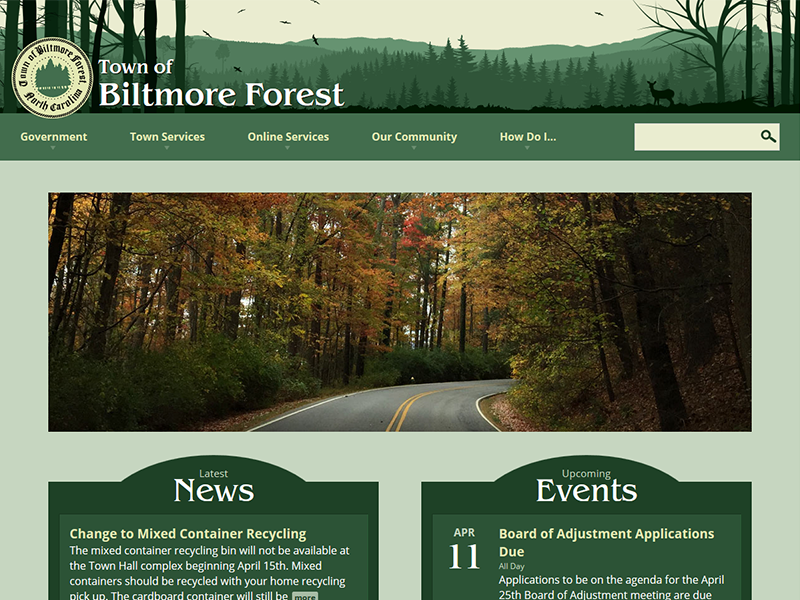 Town of Biltmore Forest
North Carolina
Town of
Biltmore Forest
Government
Town Services
Online Services
Our Community
How Do I...
Latest
News
Change to Mixed Container Recycling
The mixed container recycling bin will not be available at
the Town Hall complex beginning April 15th. Mixed
containers should be recycled with your home recycling
pick up. The cardboard container will still be more
Upcoming
Events
APR
11
Board of Adjustment Applications
Due
All Day
Applications to be on the agenda for the April
25th Board of Adjustment meeting are due